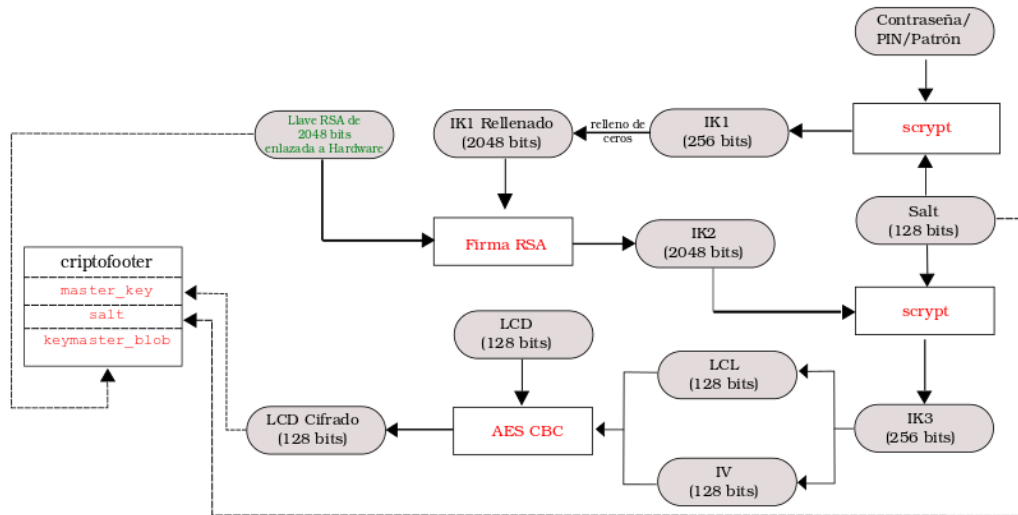 Contraseña/
PIN/Patrón
Llave RSA de
2048 bits
enlazada a Hardware
IK1 Rellenado
(2048 bits)
relleno de
ceros
IK1
(256 bits)
scrypt
Salt
(128 bits)
Firma RSA
IK2
(2048 bits)
criptofooter
master_key
salt
keymaster_blob
scrypt
LCD
(128 bits)
LCL
(128 bits)
LCD Cifrado
(128 bits)
AES CBC
IK3
(256 bits)
IV
(128 bits)